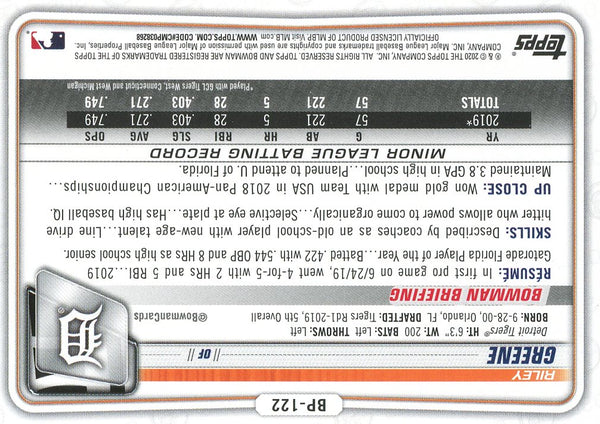 BP-122
RILEY
GREENE // OF //
Detroit Tigers® HT: 6'3" WT: 200 BATS: Left THROWS: Left
BORN: 9-28-00, Orlando, FL DRAFTED: Tigers Rd1-2019, 5th Overall
BOWMAN BRIEFING @BowmanCards
RÉSUMÉ: In first pro game on 6/24/19, went 4-for-5 with 2 HRs & 5 RBI...2019
Gatorade Florida Player of the Year...Batted .422 with .544 OBP and 8 HRs as high school senior.
SKILLS: Described by coaches as an old-school player with new-age talent...Line drive
hitter who allows power to come organically...Selective eye at plate...Has high baseball IQ.
UP CLOSE: Won gold medal with Team USA in 2018 Pan-American Championships...
Maintained 3.8 GPA in high school...Planned to attend U. of Florida.
MINOR LEAGUE BATTING RECORD
YR G AB HR RBI SLG AVG OPS
2019* 57 221 5 28 .403 .271 .749
TOTALS 57 221 5 28 .403 .271 .749
*Played with GCL Tigers West, West Michigan and Connecticut
topps
® & © 2020 THE TOPPS COMPANY, INC. ALL RIGHTS RESERVED. TOPPS AND BOWMAN ARE REGISTERED TRADEMARKS OF THE TOPPS
COMPANY, INC. Major League Baseball trademarks and copyrights are used with permission of Major League Baseball Properties, Inc.
OFFICIALLY LICENSED PRODUCT OF MLBP Visit MLB.com WWW.TOPPS.COM. CODE#CMP038268